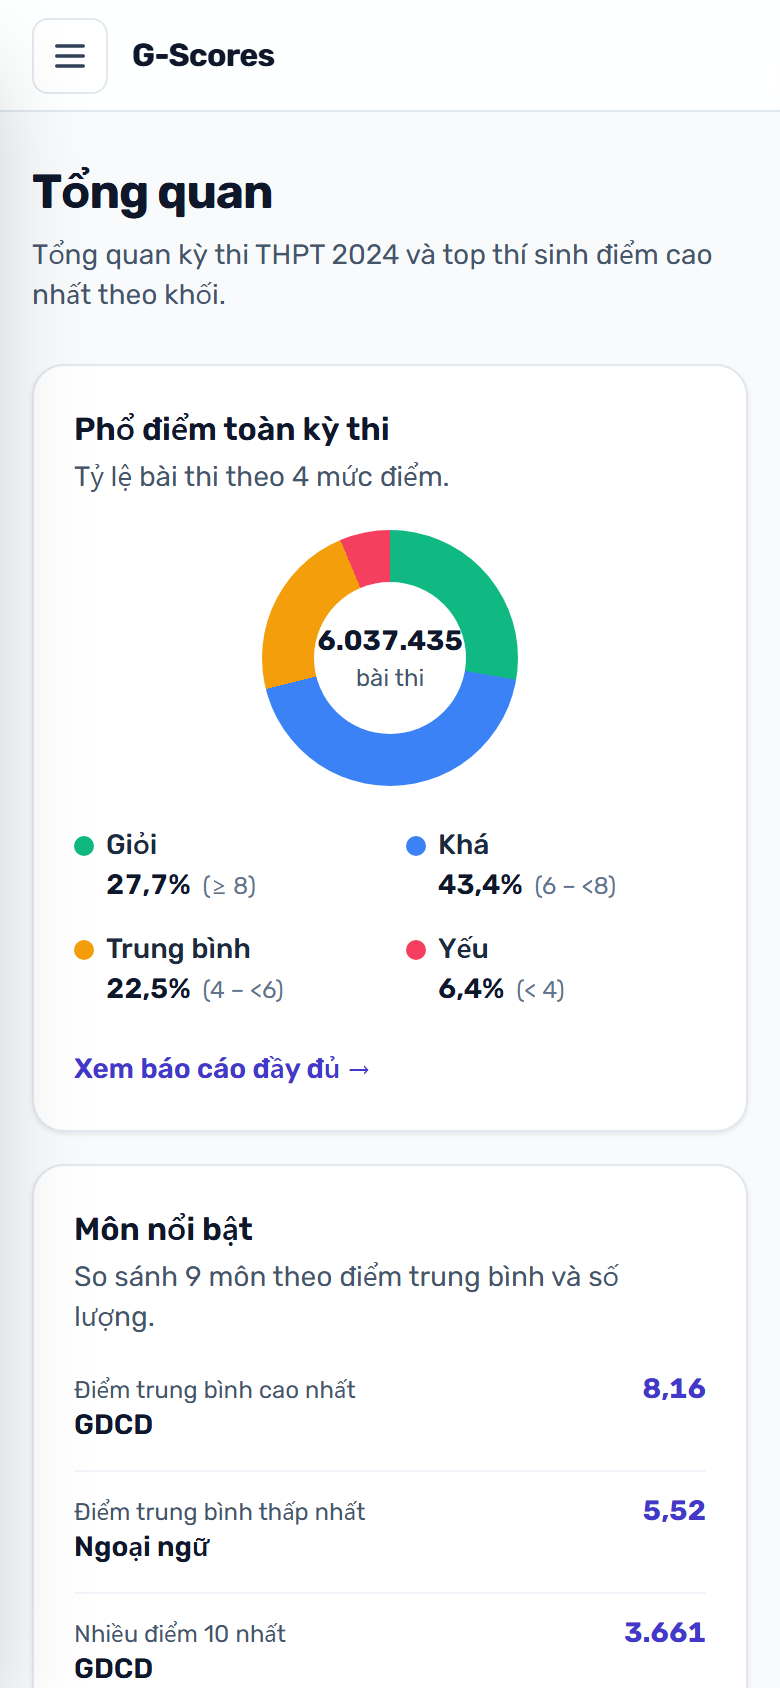 G-Scores
Tổng quan
Tổng quan kỳ thi THPT 2024 và top thí sinh điểm cao
nhất theo khối.
Phổ điểm toàn kỳ thi
Tỷ lệ bài thi theo 4 mức điểm.
6.037.435
bài thi
Giỏi
27,7% (≥ 8)
Khá
43,4% (6 – <8)
Trung bình
22,5% (4 – <6)
Yếu
6,4% (< 4)
Xem báo cáo đầy đủ →
Môn nổi bật
So sánh 9 môn theo điểm trung bình và số
lượng.
Điểm trung bình cao nhất
GDCD
8,16
Điểm trung bình thấp nhất
Ngoại ngữ
5,52
Nhiều điểm 10 nhất
GDCD
3.661